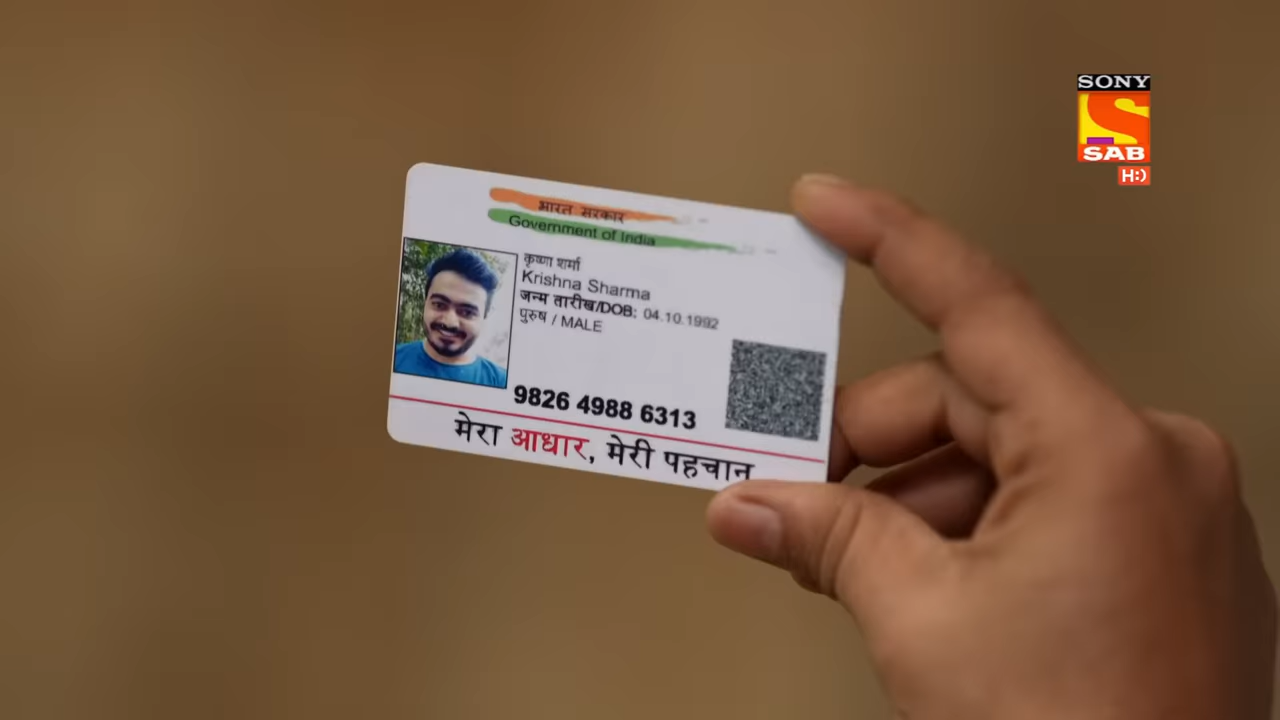 SONY
S
SAB
HD
भारत सरकार
Government of India
कृष्णा शर्मा
Krishna Sharma
जन्म तारीख/DOB: 04.10.1992
पुरुष / MALE
9826 4988 6313
मेरा आधार, मेरी पहचान